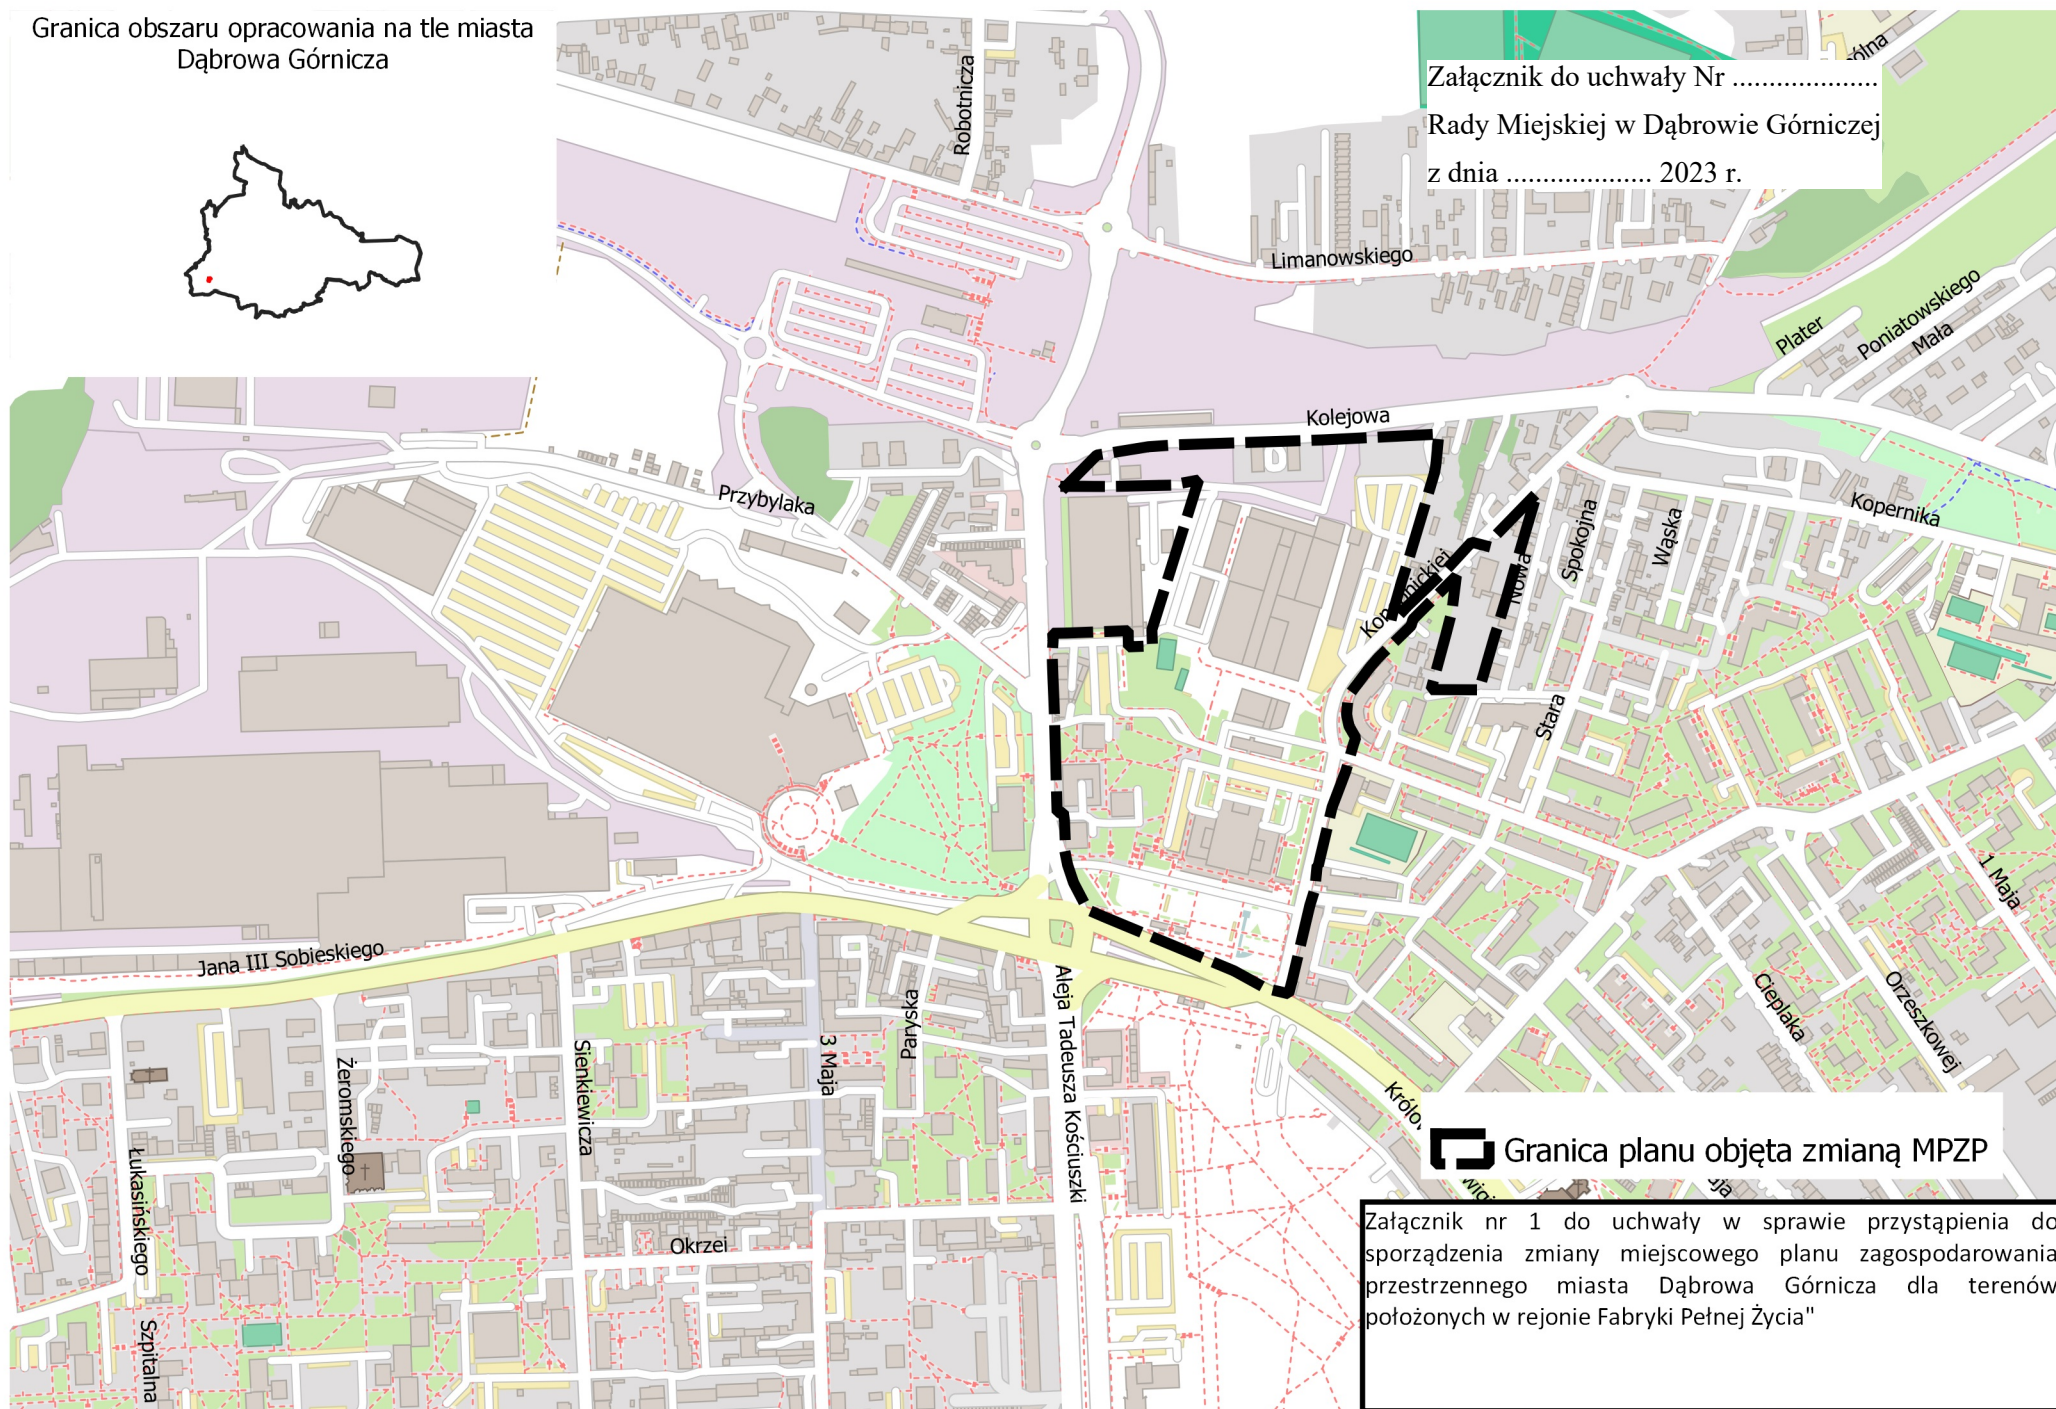 Granica obszaru opracowania na tle miasta
Dąbrowa Górnicza
Załącznik do uchwały Nr ....................
Rady Miejskiej w Dąbrowie Górniczej
z dnia ................... 2023 r.
Robotnicza
Limanowskiego
Plater
Poniatowskiego
Mała
Kolejowa
Przybylaka
Kopernika
Spokojna
Wąska
Nowa
Stara
1 Maja
Jana III Sobieskiego
Cieplaka
Orzeszkowej
Aleja Tadeusza Kościuszki
3 Maja
Sienkiewicza
Żeromskiego
Łukasińskiego
Okrzei
Szpitalna
Granica planu objęta zmianą MPZP
Załącznik nr 1 do uchwały w sprawie przystąpienia do
sporządzenia zmiany miejscowego planu zagospodarowania
przestrzennego miasta Dąbrowa Górnicza dla terenów
położonych w rejonie Fabryki Pełnej Życia"